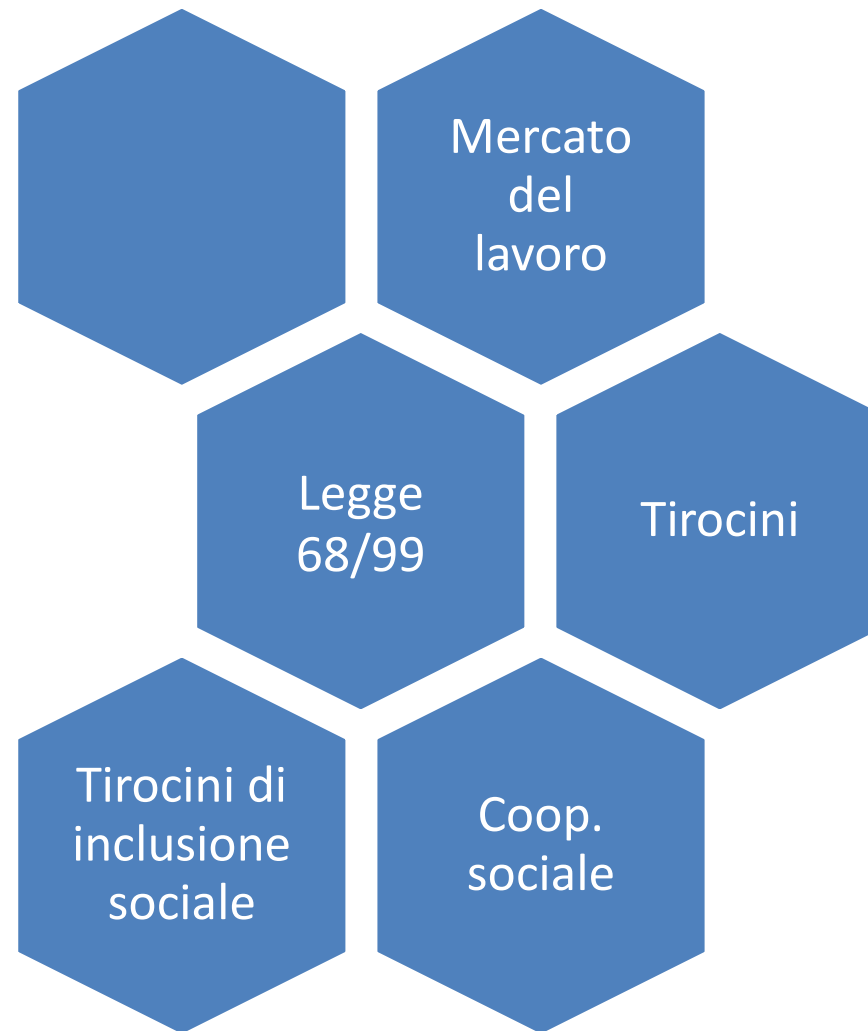 Mercato
del
lavoro
Legge
68/99
Tirocini
Tirocini di
inclusione
sociale
Coop.
sociale